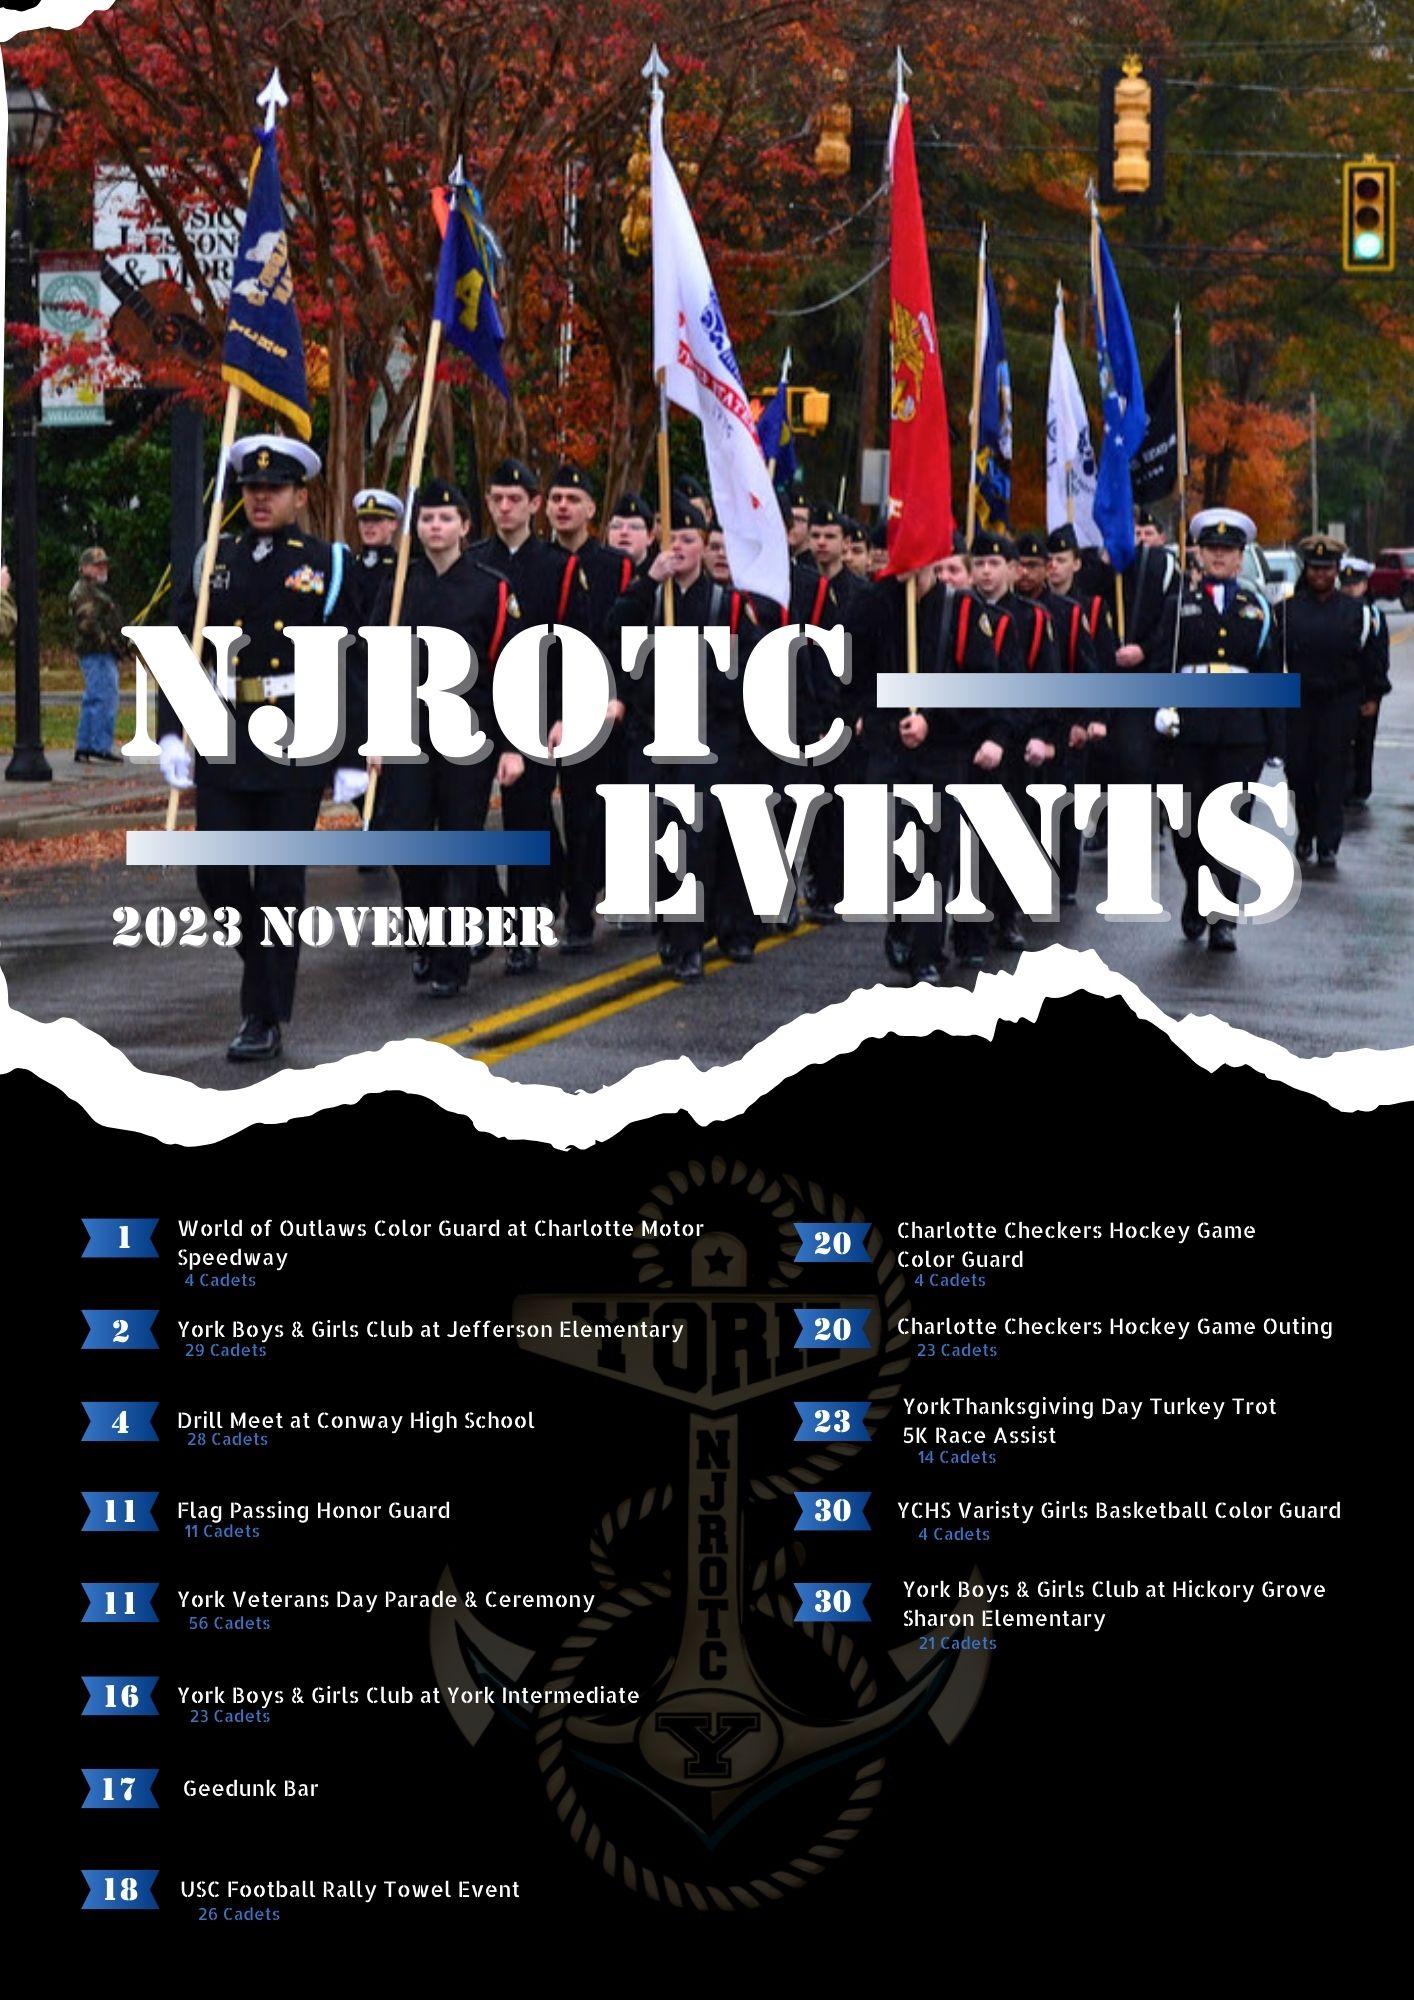 MUSIC
LESSONS
& MORE
WELCOME
NJROTC
EVENTS
2023 NOVEMBER
1
World of Outlaws Color Guard at Charlotte Motor
Speedway
4 Cadets
2
York Boys & Girls Club at Jefferson Elementary
29 Cadets
4
Drill Meet at Conway High School
28 Cadets
11
Flag Passing Honor Guard
11 Cadets
11
York Veterans Day Parade & Ceremony
56 Cadets
16
York Boys & Girls Club at York Intermediate
23 Cadets
17
Geedunk Bar
18
USC Football Rally Towel Event
26 Cadets
20
Charlotte Checkers Hockey Game
Color Guard
4 Cadets
20
Charlotte Checkers Hockey Game Outing
23 Cadets
23
YorkThanksgiving Day Turkey Trot
5K Race Assist
14 Cadets
30
YCHS Varisty Girls Basketball Color Guard
4 Cadets
30
York Boys & Girls Club at Hickory Grove
Sharon Elementary
21 Cadets
YORK
NJROTC
Y